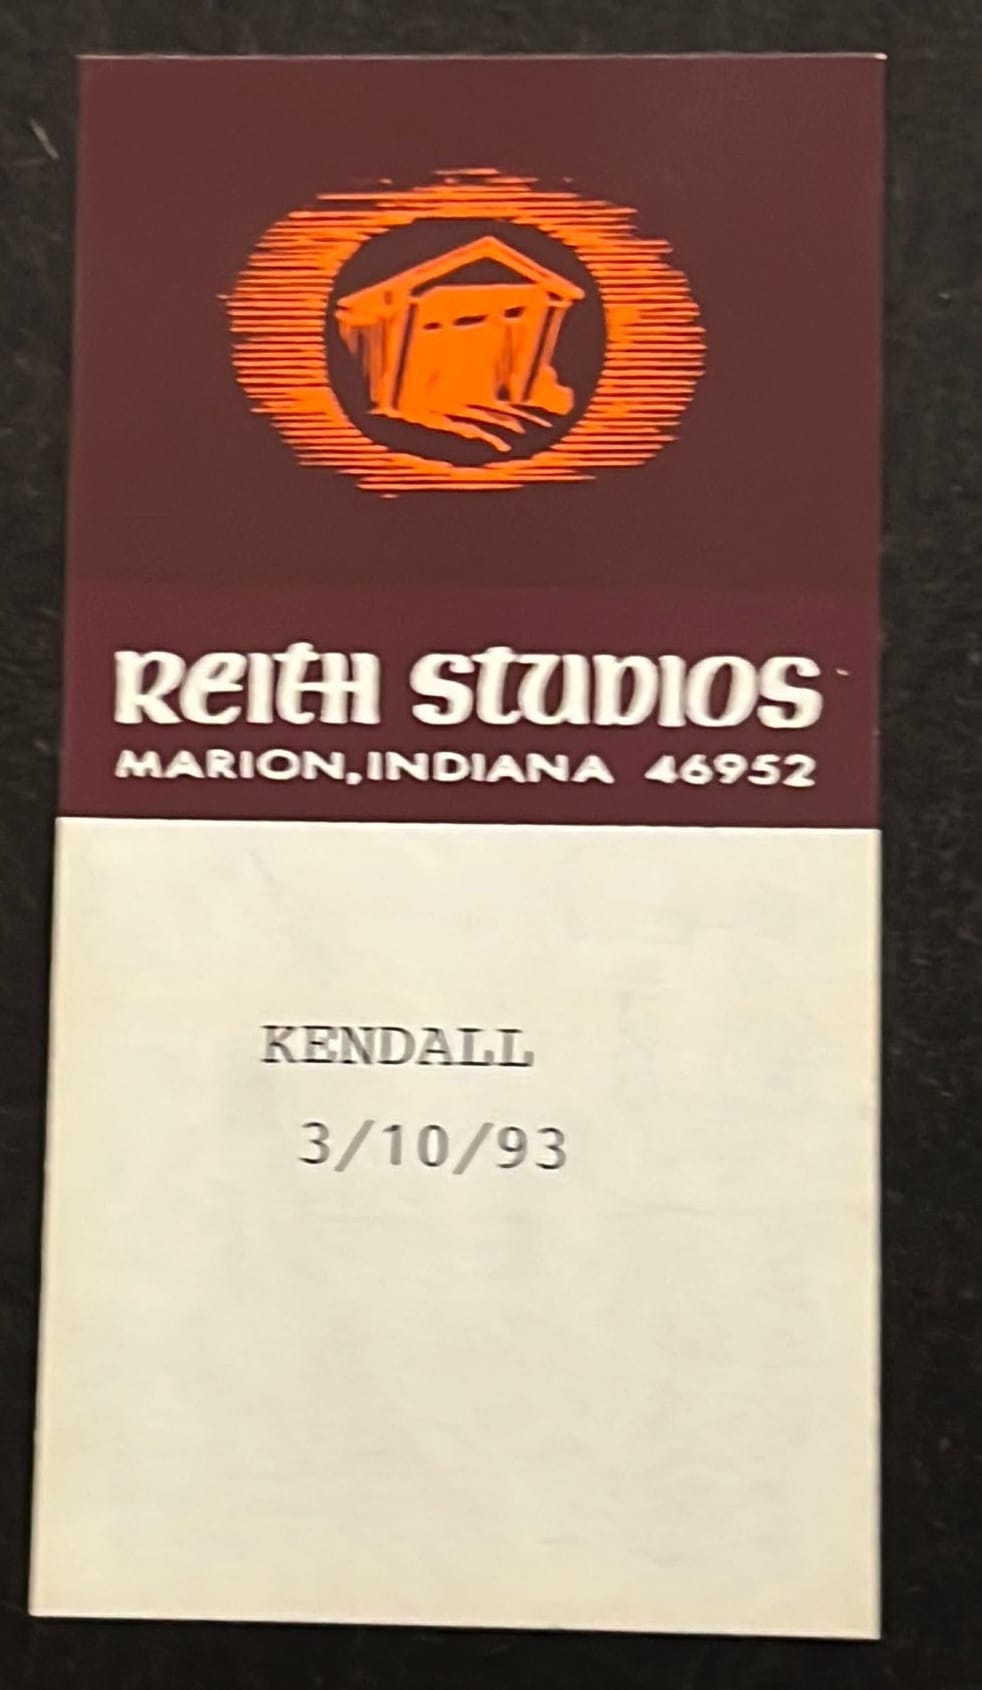 REITH STUDIOS
MARION, INDIANA 46952
KENDALL
3/10/93